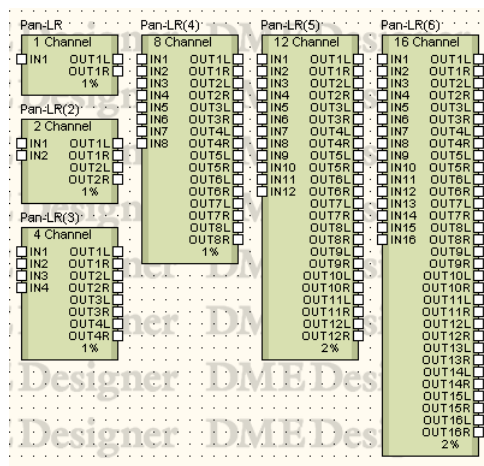 Pan-LR
1 Channel
IN1 OUT1L
OUT1R
1%
Pan-LR(2)
2 Channel
IN1 OUT1L
IN2 OUT1R
OUT2L
OUT2R
1%
Pan-LR(3)
4 Channel
IN1 OUT1L
IN2 OUT1R
IN3 OUT2L
IN4 OUT2R
OUT3L
OUT3R
OUT4L
OUT4R
1%
Pan-LR(4)
8 Channel
IN1 OUT1L
IN2 OUT1R
IN3 OUT2L
IN4 OUT2R
IN5 OUT3L
IN6 OUT3R
IN7 OUT4L
IN8 OUT4R
OUT5L
OUT5R
OUT6L
OUT6R
OUT7L
OUT7R
OUT8L
OUT8R
1%
Pan-LR(5)
12 Channel
IN1 OUT1L
IN2 OUT1R
IN3 OUT2L
IN4 OUT2R
IN5 OUT3L
IN6 OUT3R
IN7 OUT4L
IN8 OUT4R
IN9 OUT5L
IN10 OUT5R
IN11 OUT6L
IN12 OUT6R
OUT7L
OUT7R
OUT8L
OUT8R
OUT9L
OUT9R
OUT10L
OUT10R
OUT11L
OUT11R
OUT12L
OUT12R
2%
Pan-LR(6)
16 Channel
IN1 OUT1L
IN2 OUT1R
IN3 OUT2L
IN4 OUT2R
IN5 OUT3L
IN6 OUT3R
IN7 OUT4L
IN8 OUT4R
IN9 OUT5L
IN10 OUT5R
IN11 OUT6L
IN12 OUT6R
IN13 OUT7L
IN14 OUT7R
IN15 OUT8L
IN16 OUT8R
OUT9L
OUT9R
OUT10L
OUT10R
OUT11L
OUT11R
OUT12L
OUT12R
OUT13L
OUT13R
OUT14L
OUT14R
OUT15L
OUT15R
OUT16L
OUT16R
2%
Designer DME Des
Designer DME Des